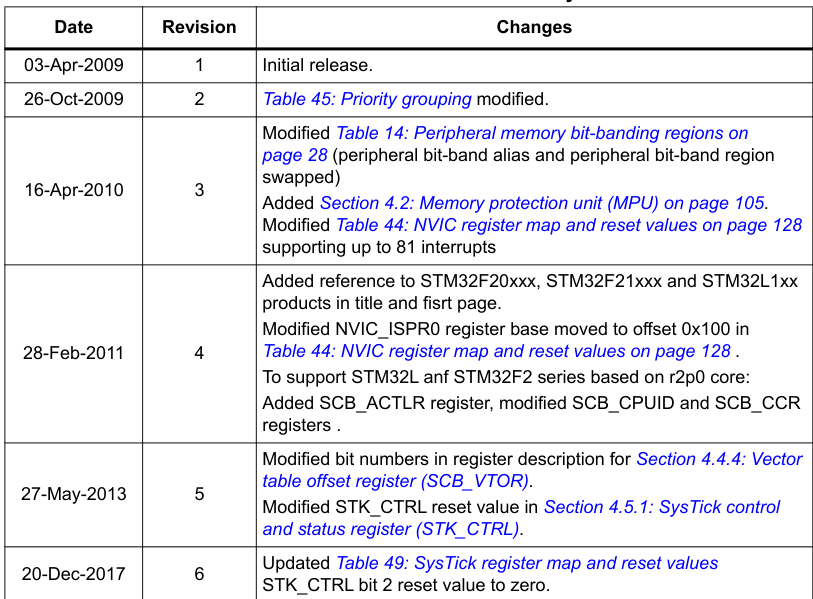 Date Revision Changes
03-Apr-2009 1 Initial release.
26-Oct-2009 2 Table 45: Priority grouping modified.
16-Apr-2010 3 Modified Table 14: Peripheral memory bit-banding regions on
page 28 (peripheral bit-band alias and peripheral bit-band region
swapped)
Added Section 4.2: Memory protection unit (MPU) on page 105.
Modified Table 44: NVIC register map and reset values on page 128
supporting up to 81 interrupts
28-Feb-2011 4 Added reference to STM32F20xxx, STM32F21xxx and STM32L1xx
products in title and fisrt page.
Modified NVIC_ISPR0 register base moved to offset 0x100 in
Table 44: NVIC register map and reset values on page 128 .
To support STM32L anf STM32F2 series based on r2p0 core:
Added SCB_ACTLR register, modified SCB_CPUID and SCB_CCR
registers .
27-May-2013 5 Modified bit numbers in register description for Section 4.4.4: Vector
table offset register (SCB_VTOR).
Modified STK_CTRL reset value in Section 4.5.1: SysTick control
and status register (STK_CTRL).
20-Dec-2017 6 Updated Table 49: SysTick register map and reset values
STK_CTRL bit 2 reset value to zero.